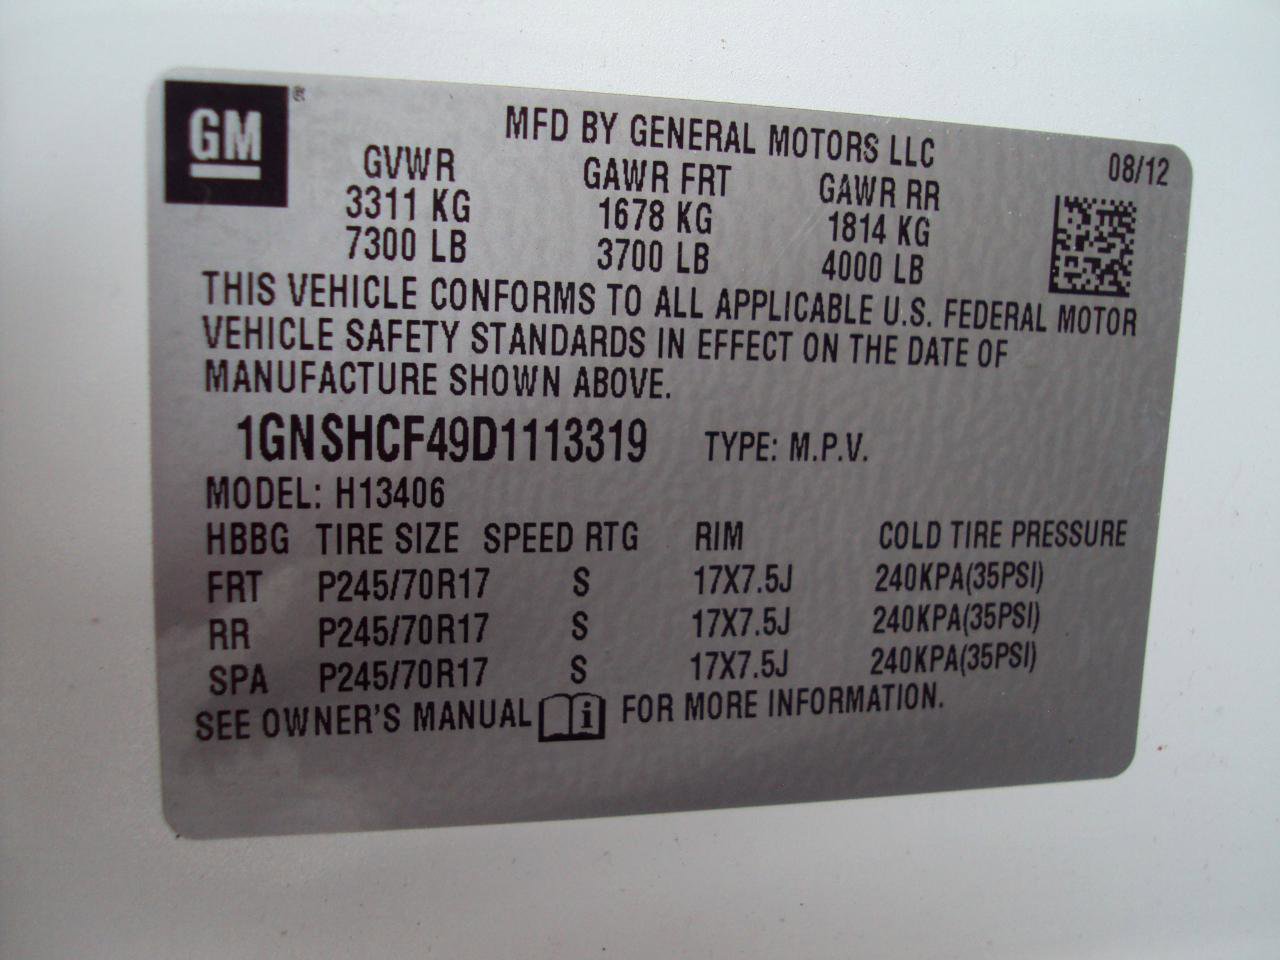 GM ®
MFD BY GENERAL MOTORS LLC
08/12
GVWR GAWR FRT GAWR RR
3311 KG 1678 KG 1814 KG
7300 LB 3700 LB 4000 LB
THIS VEHICLE CONFORMS TO ALL APPLICABLE U.S. FEDERAL MOTOR
VEHICLE SAFETY STANDARDS IN EFFECT ON THE DATE OF
MANUFACTURE SHOWN ABOVE.
1GNSHCF49D1113319 TYPE: M.P.V.
MODEL: H13406
HBBG TIRE SIZE SPEED RTG RIM COLD TIRE PRESSURE
FRT P245/70R17 S 17X7.5J 240KPA(35PSI)
RR P245/70R17 S 17X7.5J 240KPA(35PSI)
SPA P245/70R17 S 17X7.5J 240KPA(35PSI)
SEE OWNER'S MANUAL i FOR MORE INFORMATION.